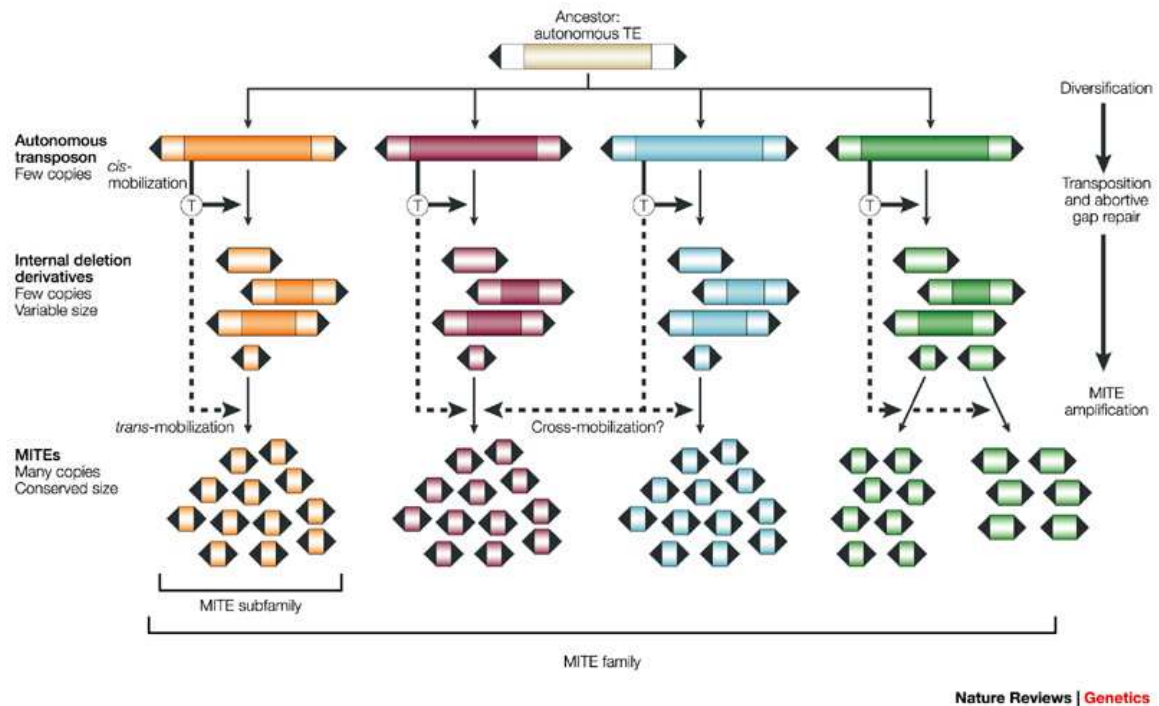 Ancestor:
autonomous TE
Diversification
Autonomous
transposon
Few copies
cis-
mobilization
T
T
T
T
Transposition
and abortive
gap repair
Internal deletion
derivatives
Few copies
Variable size
MITE
amplification
trans-mobilization
Cross-mobilization?
MITEs
Many copies
Conserved size
MITE subfamily
MITE family
Nature Reviews | Genetics